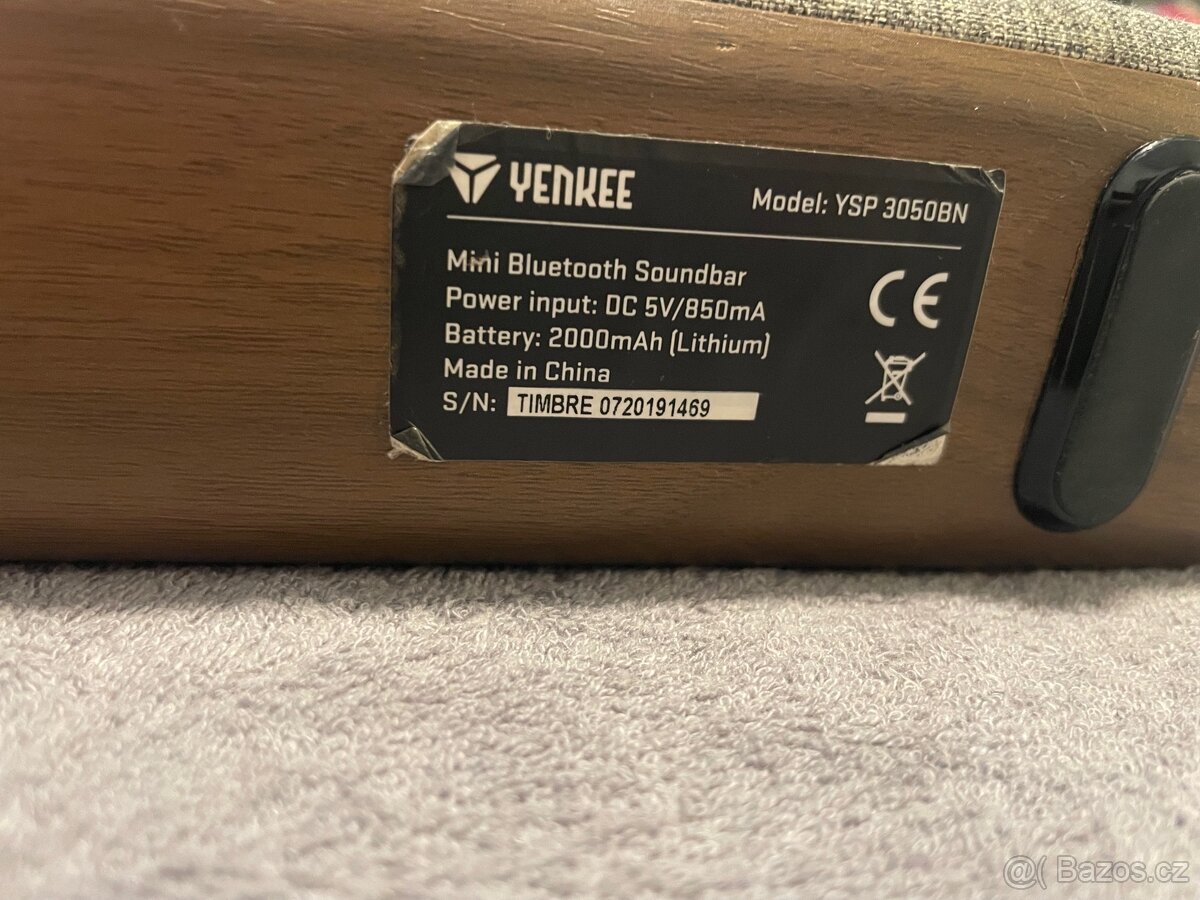 YENKEE
Model: YSP 3050BN
Mini Bluetooth Soundbar
Power input: DC 5V/850mA
Battery: 2000mAh (Lithium)
Made in China
S/N: TIMBRE 0720191469
CE
@( Bazos.cz